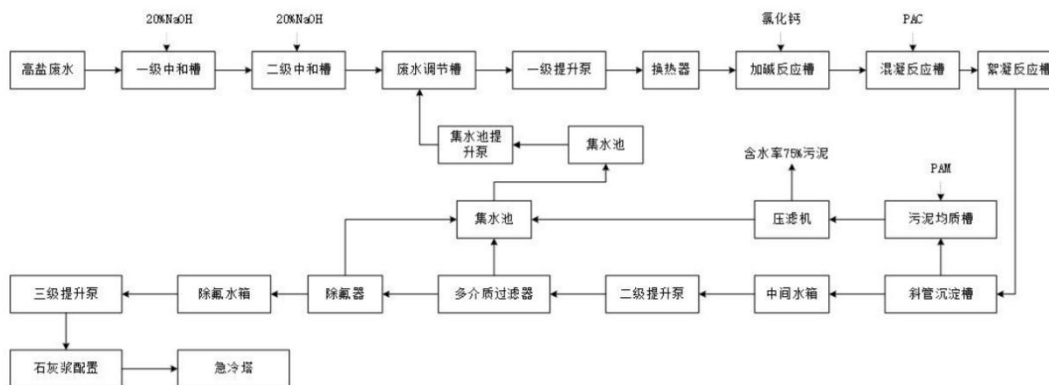 20%NaOH
20%NaOH
氯化钙
PAC
高盐废水
一级中和槽
二级中和槽
废水调节槽
一级提升泵
换热器
加碱反应槽
混凝反应槽
絮凝反应槽
集水池提
升泵
集水池
含水率75%污泥
PAM
集水池
压滤机
污泥均质槽
三级提升泵
除氟水箱
除氟器
多介质过滤器
二级提升泵
中间水箱
斜管沉淀槽
石灰浆配置
急冷塔